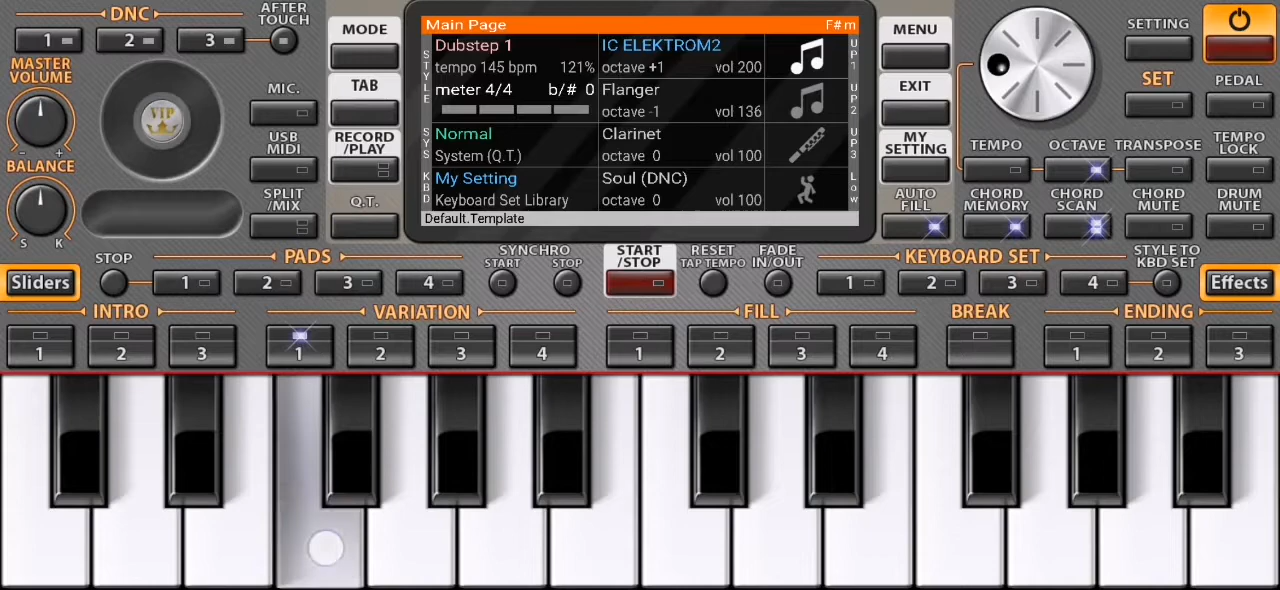 DNC
1
2
3
AFTER
TOUCH
MASTER
VOLUME
- +
BALANCE
S K
VIP
MIC.
USB
MIDI
SPLIT
/MIX
MODE
TAB
RECORD
/PLAY
Q.T.
Main Page F#m
STYLE
Dubstep 1
tempo 145 bpm 121%
meter 4/4 b/# 0
SYS
Normal
System (Q.T.)
KBD
My Setting
Keyboard Set Library
IC ELEKTROM2
octave +1 vol 200
UP1
Flanger
octave -1 vol 136
UP2
Clarinet
octave 0 vol 100
UP3
Soul (DNC)
octave 0 vol 100
Low
Default.Template
MENU
EXIT
MY
SETTING
AUTO
FILL
SETTING
SET
PEDAL
TEMPO
OCTAVE
TRANSPOSE
TEMPO
LOCK
CHORD
MEMORY
CHORD
SCAN
CHORD
MUTE
DRUM
MUTE
Sliders
STOP
PADS
1
2
3
4
SYNCHRO
START STOP
START
/STOP
RESET
TAP TEMPO
FADE
IN/OUT
KEYBOARD SET
1
2
3
4
STYLE TO
KBD SET
Effects
INTRO
1
2
3
VARIATION
1
2
3
4
FILL
1
2
3
4
BREAK
ENDING
1
2
3